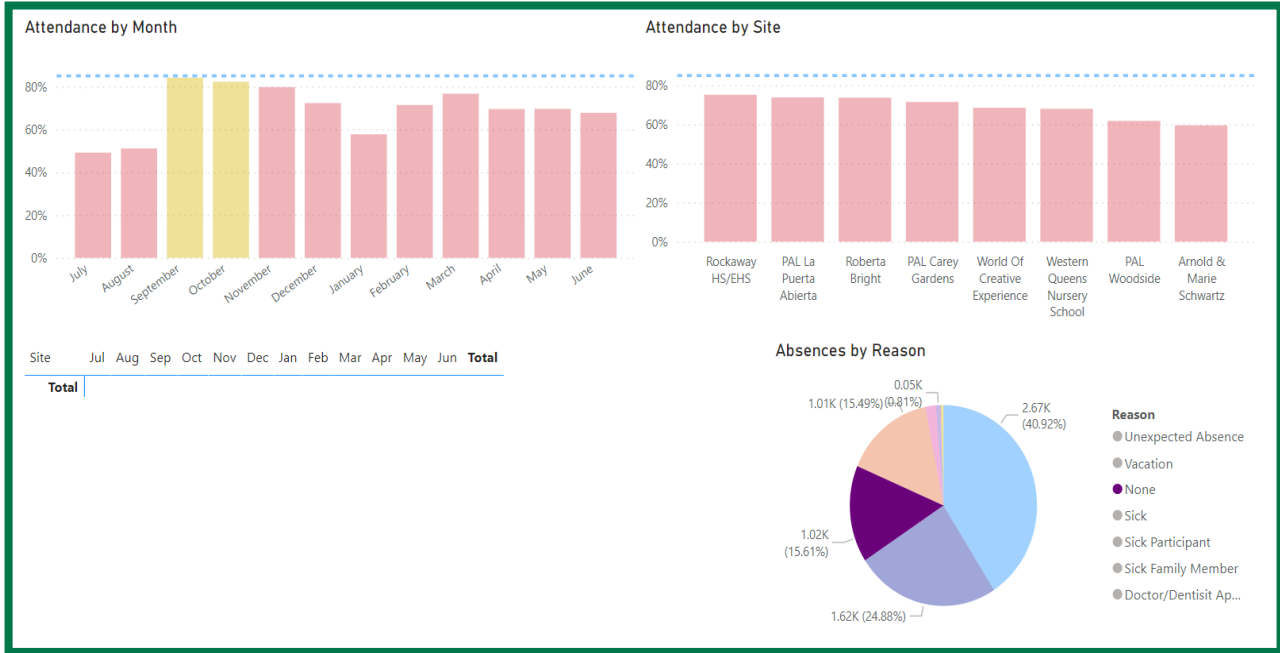 Attendance by Month
80%
60%
40%
20%
0%
July
August
September
October
November
December
January
February
March
April
May
June
Attendance by Site
80%
60%
40%
20%
0%
Rockaway
HS/EHS
PAL La
Puerta
Abierta
Roberta
Bright
PAL Carey
Gardens
World Of
Creative
Experience
Western
Queens
Nursery
School
PAL
Woodside
Arnold &
Marie
Schwartz
Site Jul Aug Sep Oct Nov Dec Jan Feb Mar Apr May Jun Total
Total
Absences by Reason
0.05K
(0.81%)
1.01K (15.49%)
2.67K
(40.92%)
1.02K
(15.61%)
1.62K (24.88%)
Reason
Unexpected Absence
Vacation
None
Sick
Sick Participant
Sick Family Member
Doctor/Dentisit Ap...